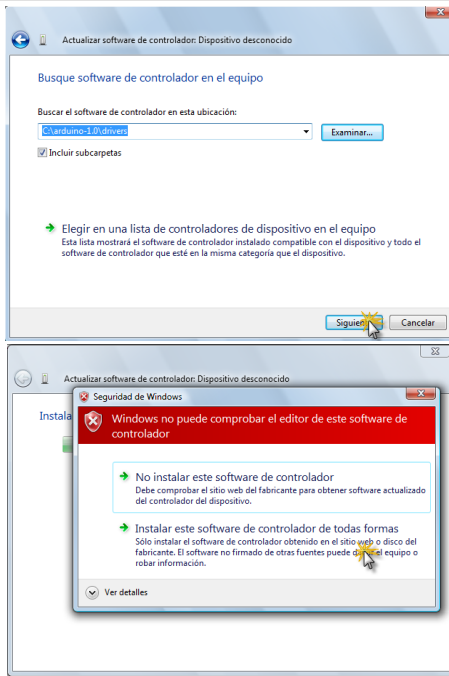 Actualizar software de controlador: Dispositivo desconocido
Busque software de controlador en el equipo
Buscar el software de controlador en esta ubicación:
C:\arduino-1.0\drivers
Examinar...
Incluir subcarpetas
Elegir en una lista de controladores de dispositivo en el equipo
Esta lista mostrará el software de controlador instalado compatible con el dispositivo y todo el
software de controlador que esté en la misma categoría que el dispositivo.
Cancelar
Actualizar software de controlador: Dispositivo desconocido
Seguridad de Windows
Windows no puede comprobar el editor de este software de
controlador
No instalar este software de controlador
Debe comprobar el sitio web del fabricante para obtener software actualizado
del controlador del dispositivo.
Instalar este software de controlador de todas formas
Sólo instalar el software de controlador obtenido en el sitio web o disco del
fabricante. El software no firmado de otras fuentes puede el equipo o
robar información.
Ver detalles